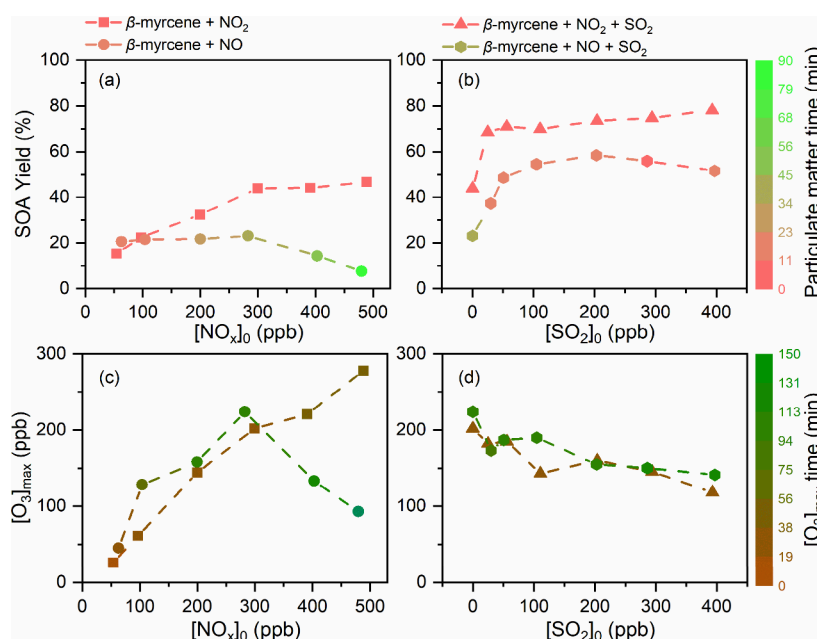 β-myrcene + NO₂
β-myrcene + NO
β-myrcene + NO₂ + SO₂
β-myrcene + NO + SO₂
(a)
(b)
100
80
60
40
20
0
SOA Yield (%)
0 100 200 300 400 500
[NOₓ]₀ (ppb)
100
80
60
40
20
0
0 100 200 300 400
[SO₂]₀ (ppb)
90
79
68
56
45
34
23
11
0
Particulate matter time (min)
(c)
(d)
300
200
100
0
[O₃]max (ppb)
0 100 200 300 400 500
[NOₓ]₀ (ppb)
300
200
100
0
0 100 200 300 400
[SO₂]₀ (ppb)
150
131
113
94
75
56
38
19
0
time (min)